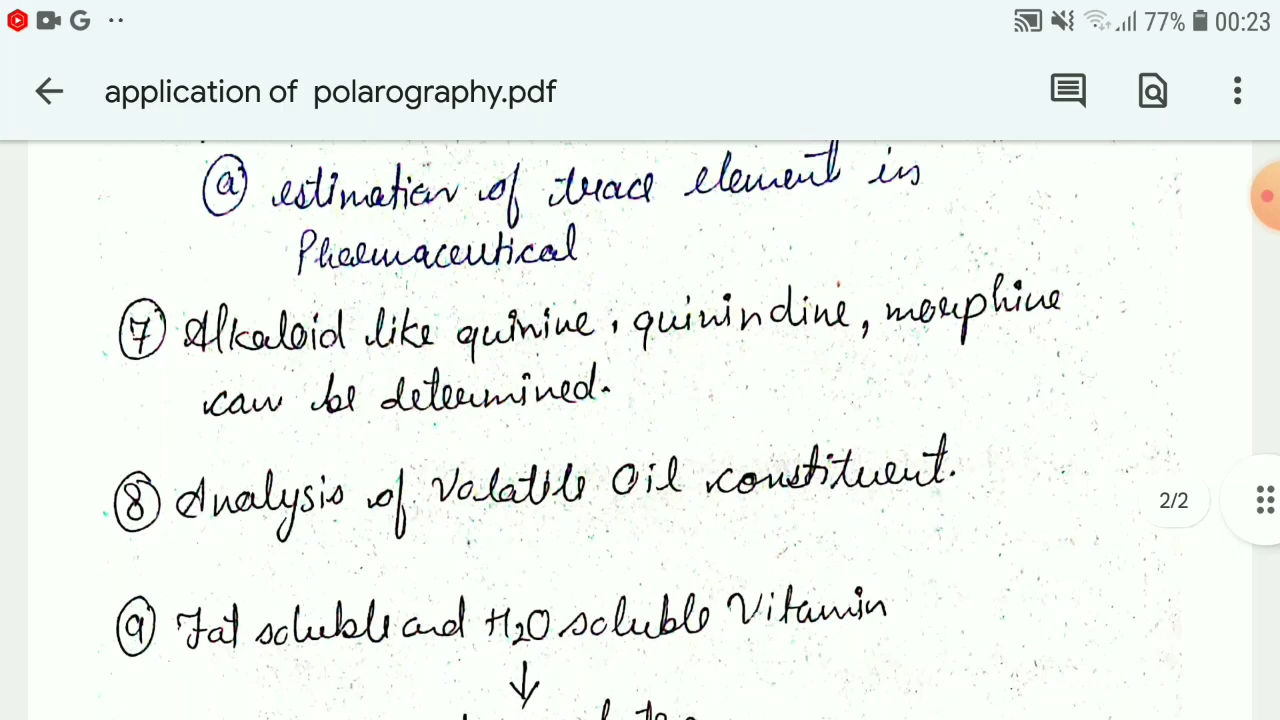 77% 00:23
application of polarography.pdf
ⓐ estimation of trace element in
Pharmaceutical
⑦ Alkaloid like quinine, quinindine, morphine
can be determined.
⑧ Analysis of Volatile Oil constituent.
2/2
⑨ Fat soluble and H₂O soluble Vitamin
↓